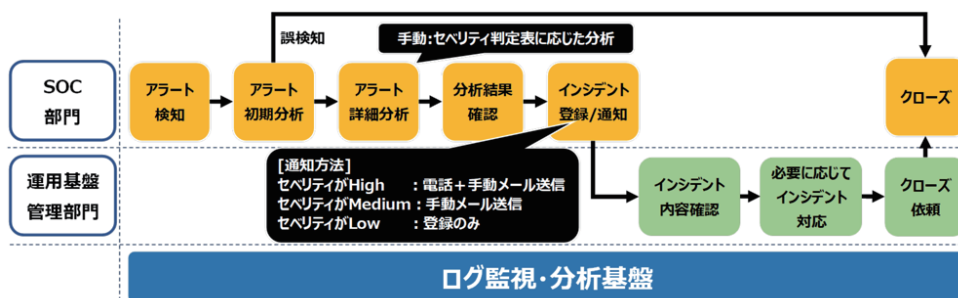 誤検知
手動:セベリティ判定表に応じた分析
SOC
部門
アラート
検知
アラート
初期分析
アラート
詳細分析
分析結果
確認
インシデント
登録/通知
クローズ
運用基盤
管理部門
[通知方法]
セベリティがHigh :電話+手動メール送信
セベリティがMedium:手動メール送信
セベリティがLow :登録のみ
インシデント
内容確認
必要に応じて
インシデント
対応
クローズ
依頼
ログ監視・分析基盤